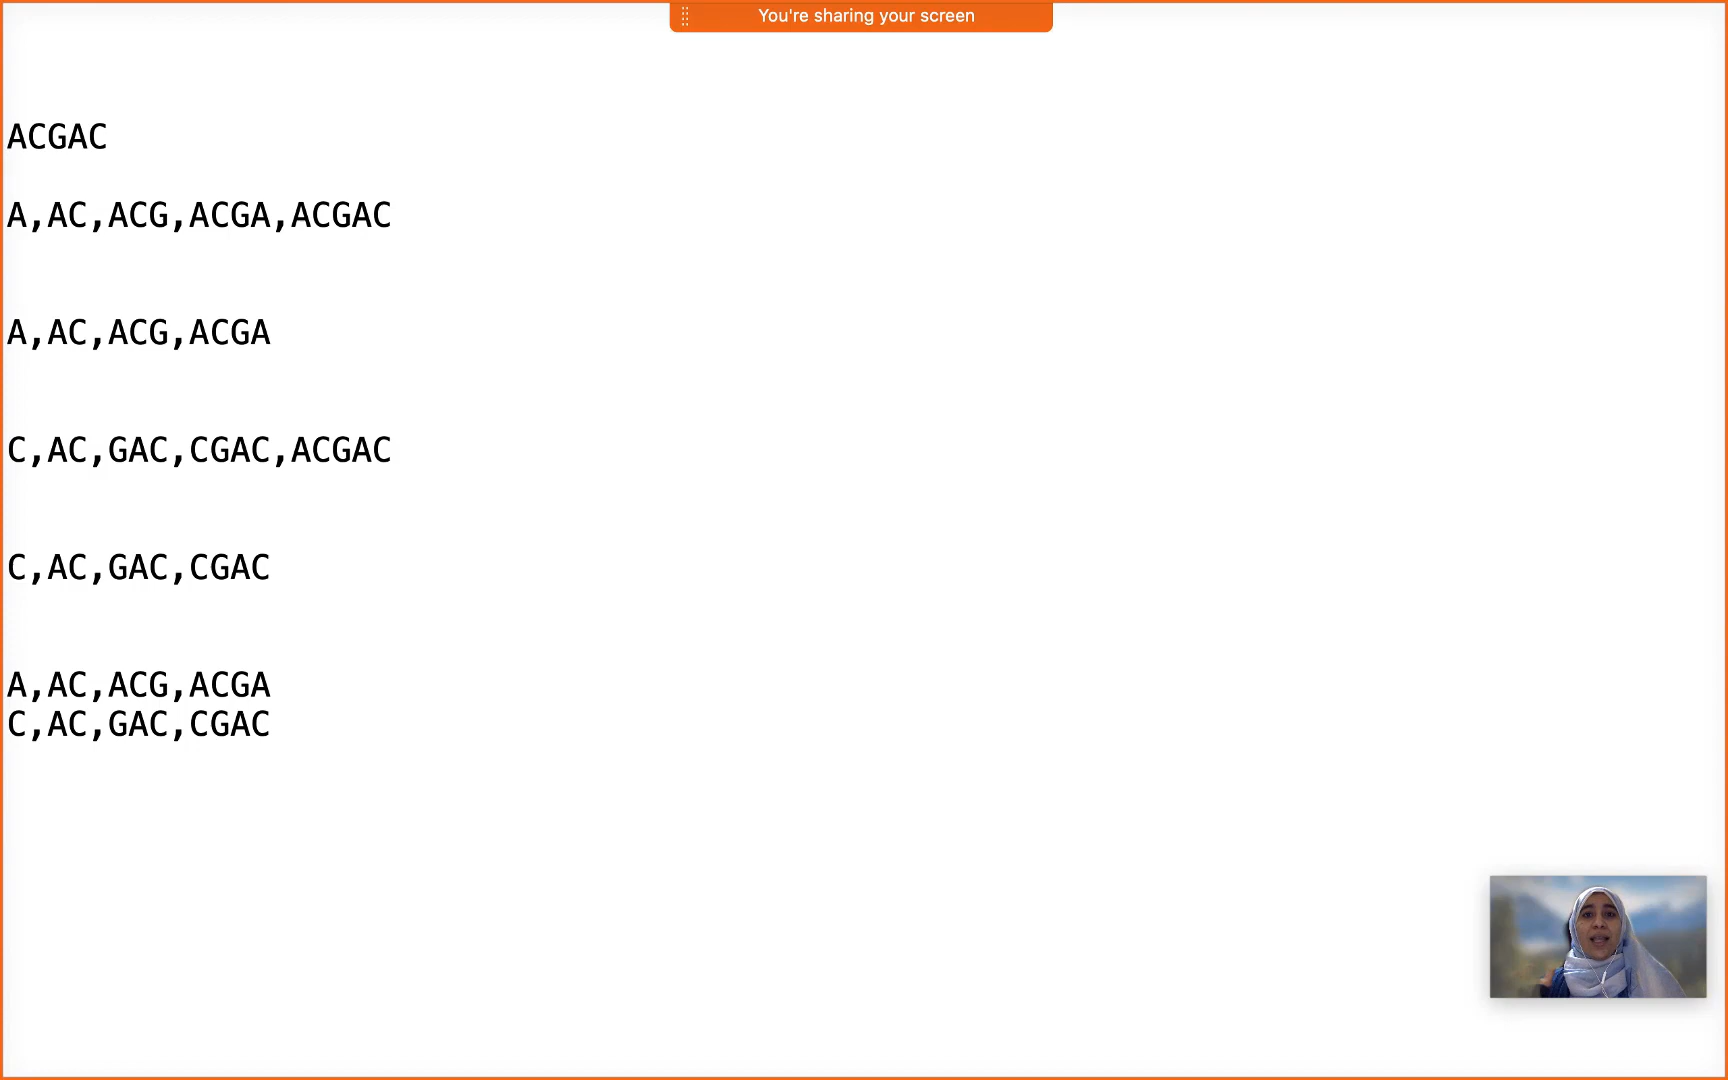 You're sharing your screen
ACGAC
A,AC,ACG,ACGA,ACGAC
A,AC,ACG,ACGA
C,AC,GAC,CGAC,ACGAC
C,AC,GAC,CGAC
A,AC,ACG,ACGA
C,AC,GAC,CGAC